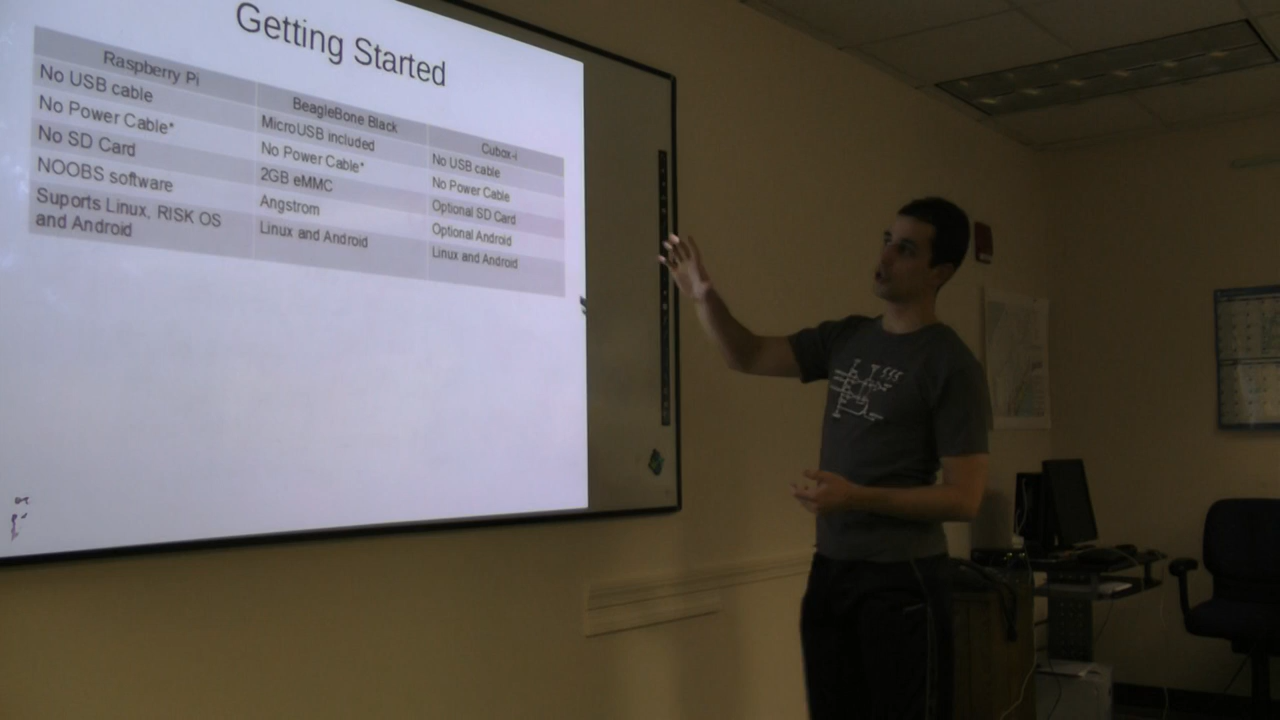 Getting Started
Raspberry Pi
BeagleBone Black
Cubox-i
No USB cable
MicroUSB included
No USB cable
No Power Cable*
No Power Cable*
No Power Cable
No SD Card
2GB eMMC
Optional SD Card
NOOBS software
Angstrom
Optional Android
Suports Linux, RISK OS
and Android
Linux and Android
Linux and Android